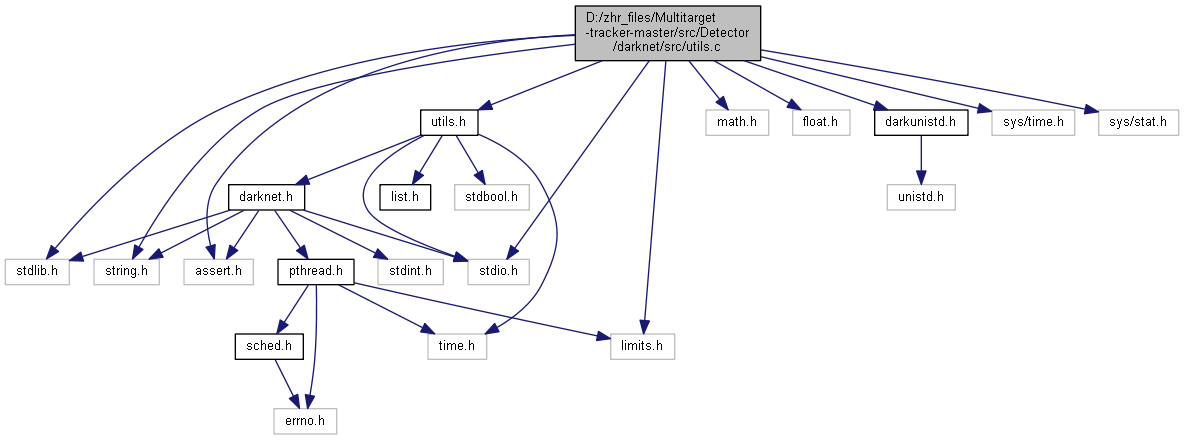 D:/zhr_files/Multitarget
-tracker-master/src/Detector
/darknet/src/utils.c
utils.h
math.h
float.h
darkunistd.h
sys/time.h
sys/stat.h
darknet.h
list.h
stdbool.h
unistd.h
stdlib.h
string.h
assert.h
pthread.h
stdint.h
stdio.h
sched.h
time.h
limits.h
errno.h